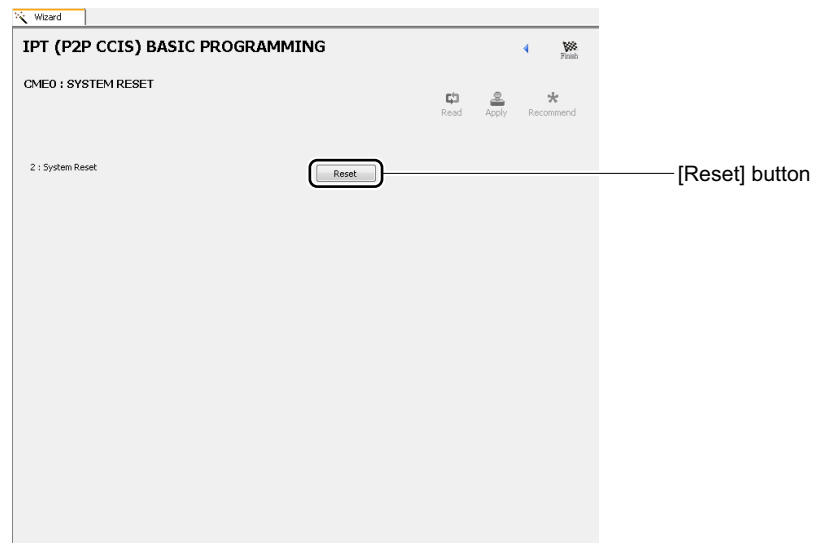 Wizard
IPT (P2P CCIS) BASIC PROGRAMMING
Finish
CME0 : SYSTEM RESET
Read Apply Recommend
2 : System Reset
Reset
[Reset] button